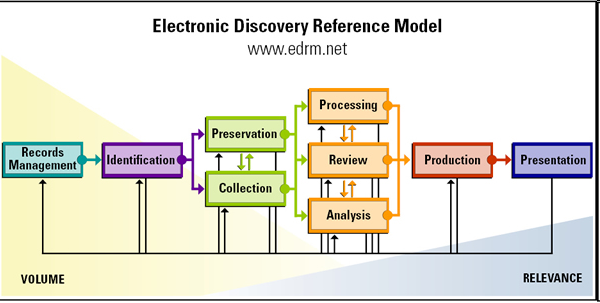 Electronic Discovery Reference Model
www.edrm.net
Records
Management
Identification
Preservation
Collection
Processing
Review
Analysis
Production
Presentation
VOLUME
RELEVANCE